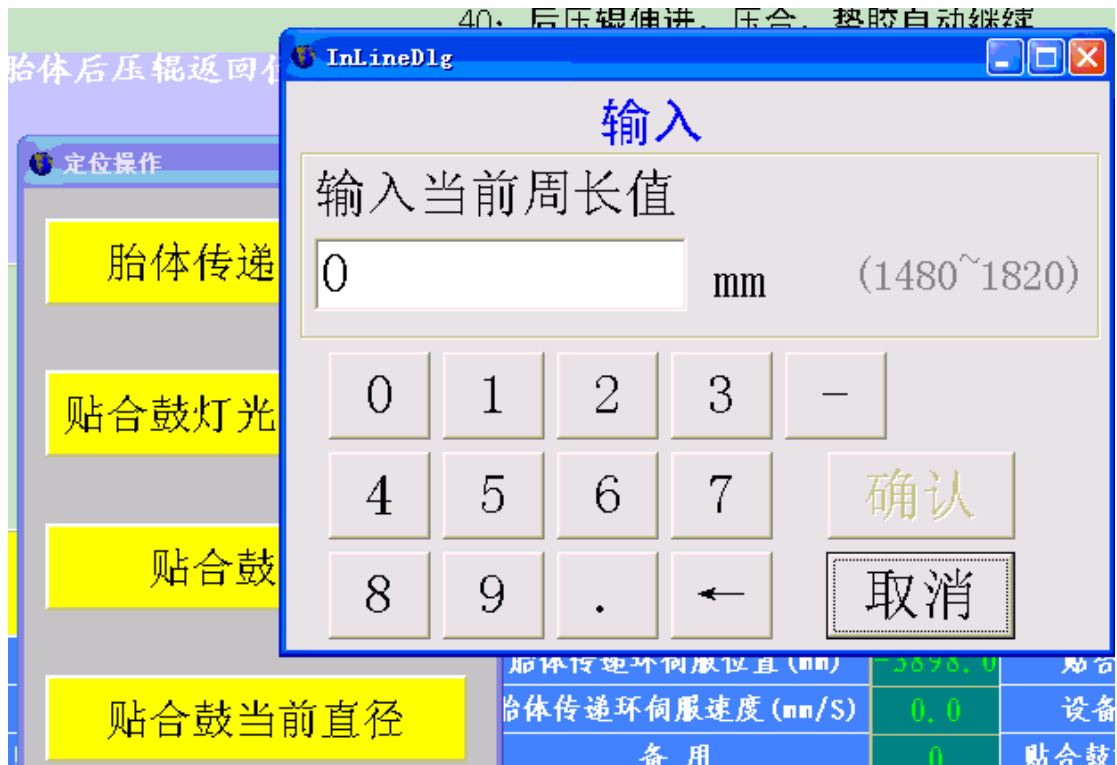 40: 后压辊伸进，压合，垫胶自动继续
胎体后压辊返回
InLineDlg
输入
输入当前周长值
0
mm
(1480~1820)
0
1
2
3
-
4
5
6
7
确认
8
9
.
←
取消
定位操作
胎体传递
贴合鼓灯光
贴合鼓
贴合鼓当前直径
胎体传递环伺服位置(mm)
-3898.0
贴合
胎体传递环伺服速度(mm/S)
0.0
设备
备 用
0
贴合鼓